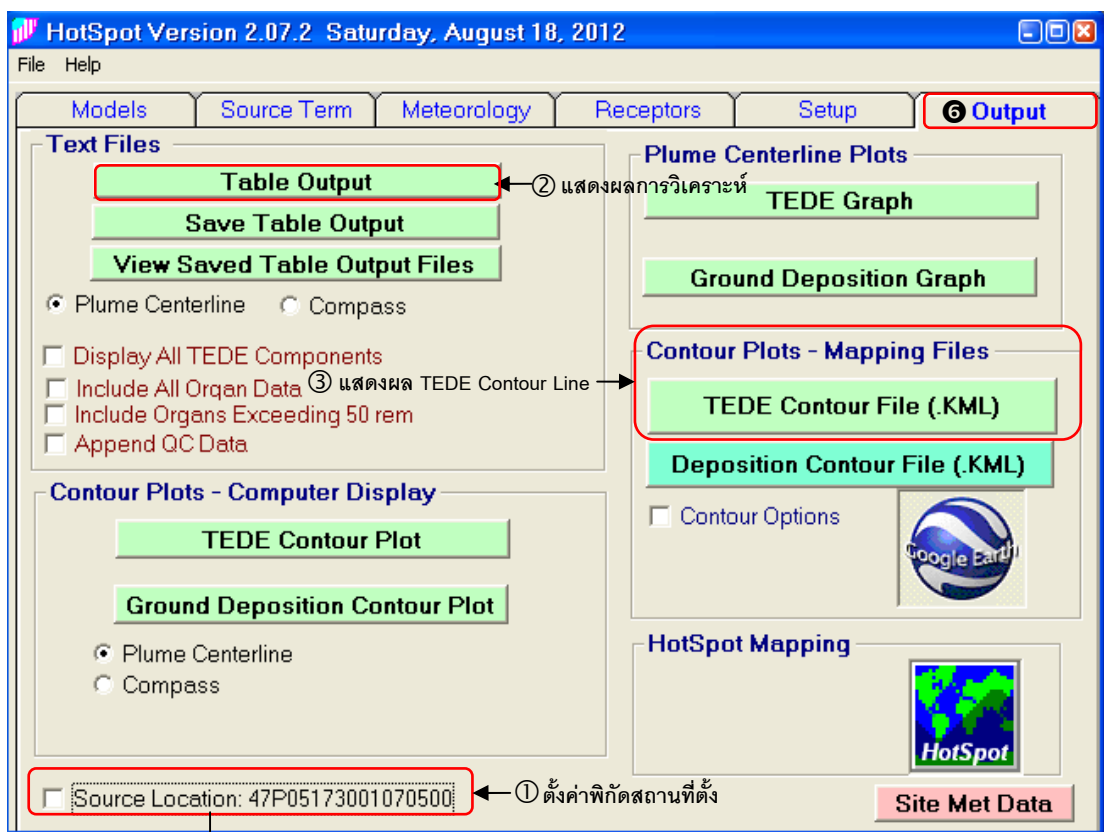 HotSpot Version 2.07.2 Saturday, August 18, 2012
File Help
Models Source Term Meteorology Receptors Setup ❻ Output
Text Files
Table Output
② แสดงผลการวิเคราะห์
Save Table Output
View Saved Table Output Files
Plume Centerline Compass
Display All TEDE Components
Include All Organ Data
③ แสดงผล TEDE Contour Line
Include Organs Exceeding 50 rem
Append QC Data
Plume Centerline Plots
TEDE Graph
Ground Deposition Graph
Contour Plots - Mapping Files
TEDE Contour File (.KML)
Deposition Contour File (.KML)
Contour Options
Google Earth
Contour Plots - Computer Display
TEDE Contour Plot
Ground Deposition Contour Plot
Plume Centerline
Compass
HotSpot Mapping
HotSpot
Source Location: 47P05173001070500
① ตั้งค่าพิกัดสถานที่ตั้ง
Site Met Data